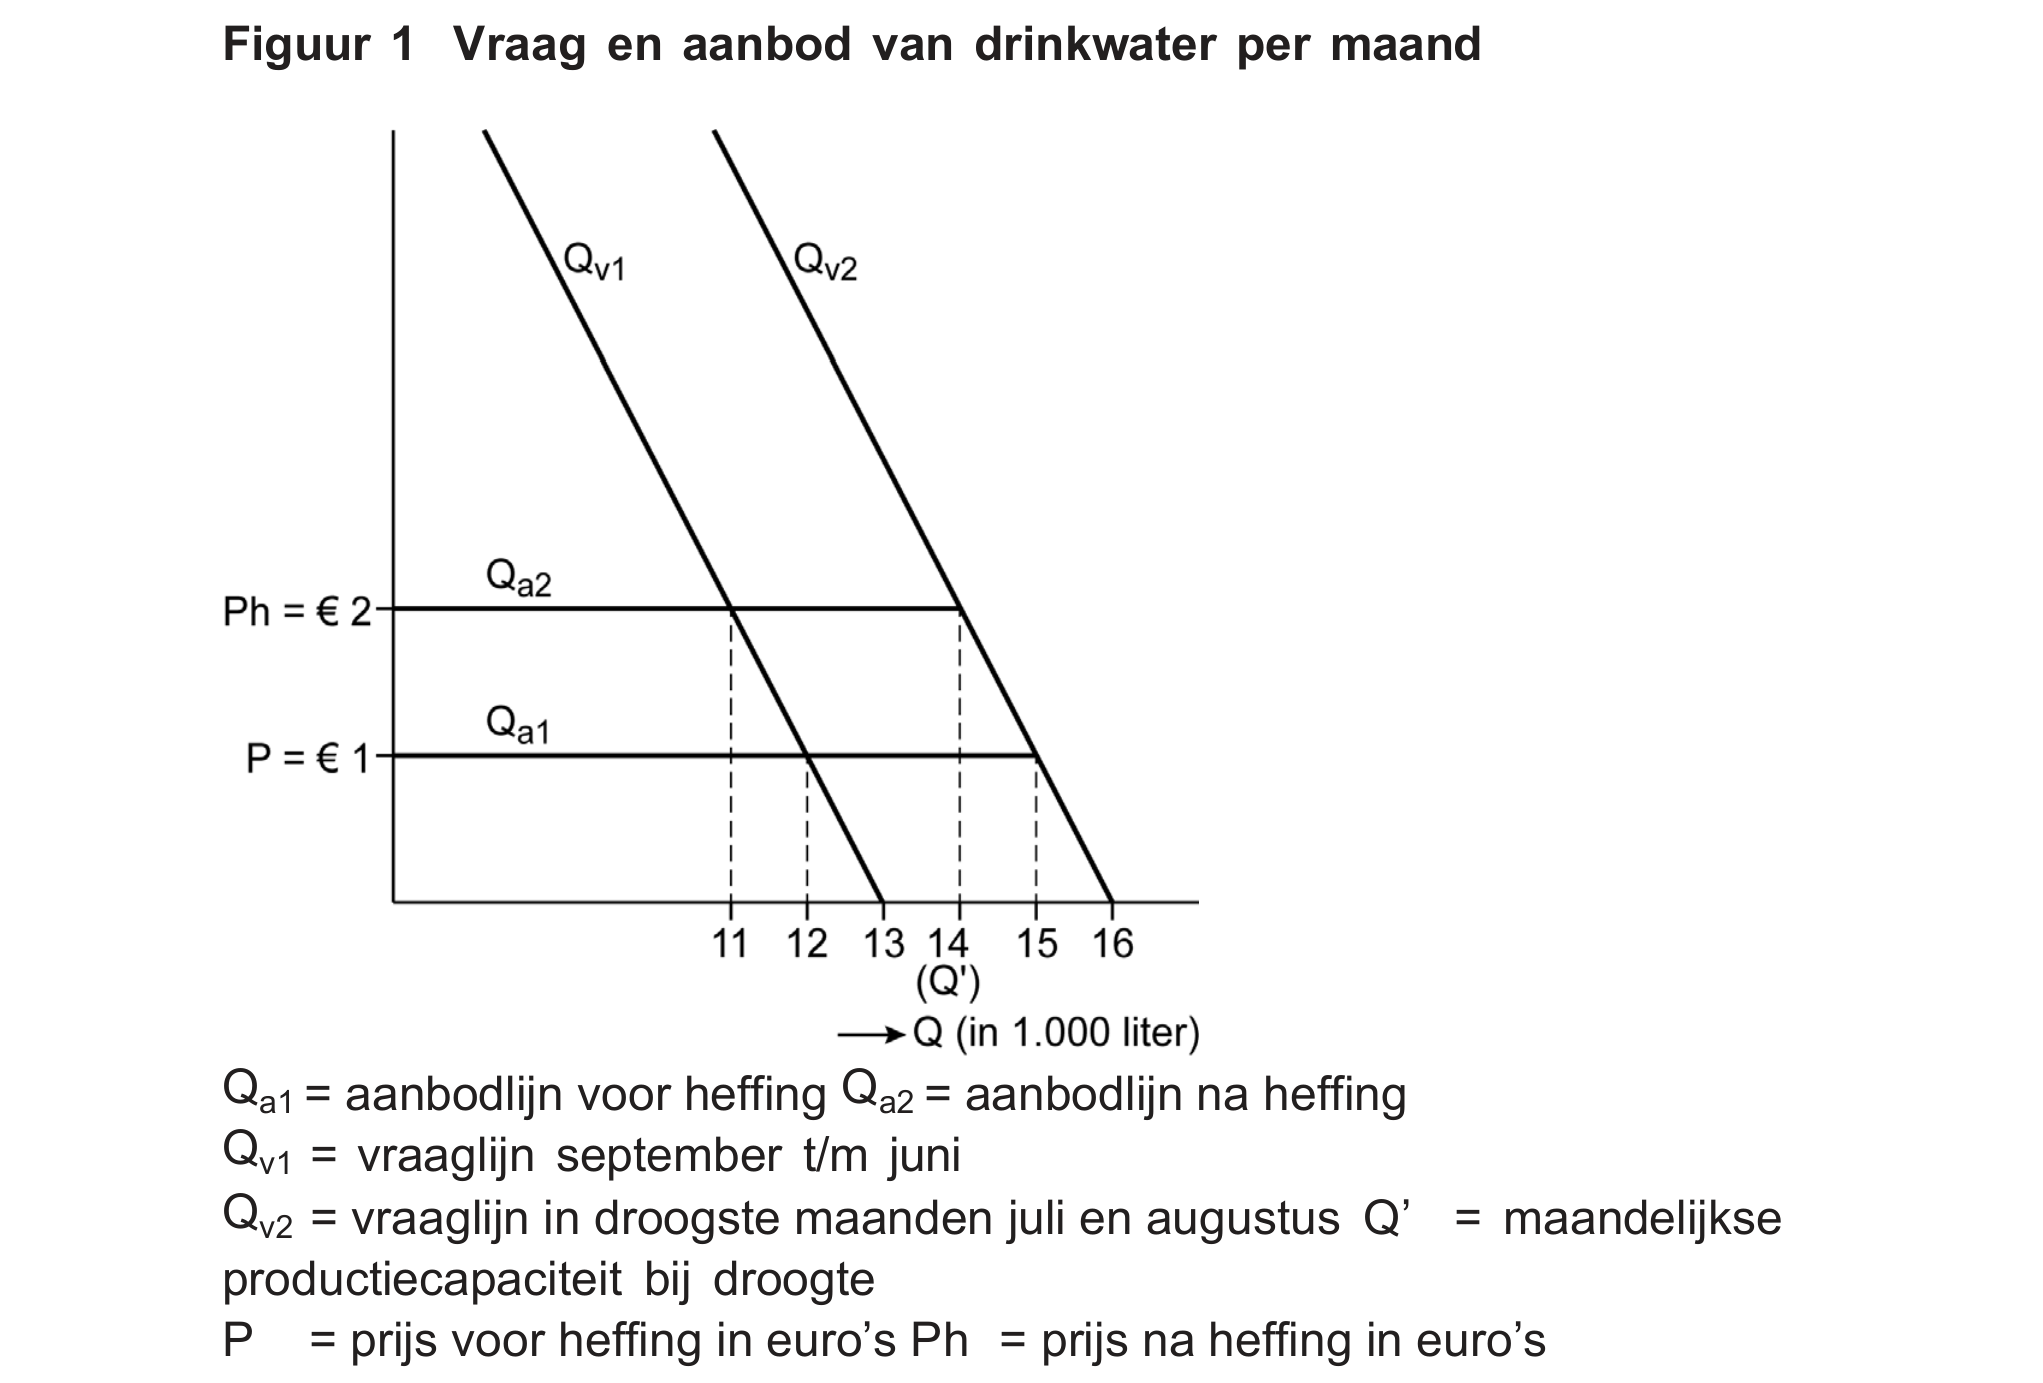 Figuur 1 Vraag en aanbod van drinkwater per maand
Qv1
Qv2
Qa2
Ph = € 2
Qa1
P = € 1
11 12 13 14 15 16
(Q')
Q (in 1.000 liter)
Qa1 = aanbodlijn voor heffing Qa2 = aanbodlijn na heffing
Qv1 = vraaglijn september t/m juni
Qv2 = vraaglijn in droogste maanden juli en augustus Q’ = maandelijkse
productiecapaciteit bij droogte
P = prijs voor heffing in euro’s Ph = prijs na heffing in euro’s